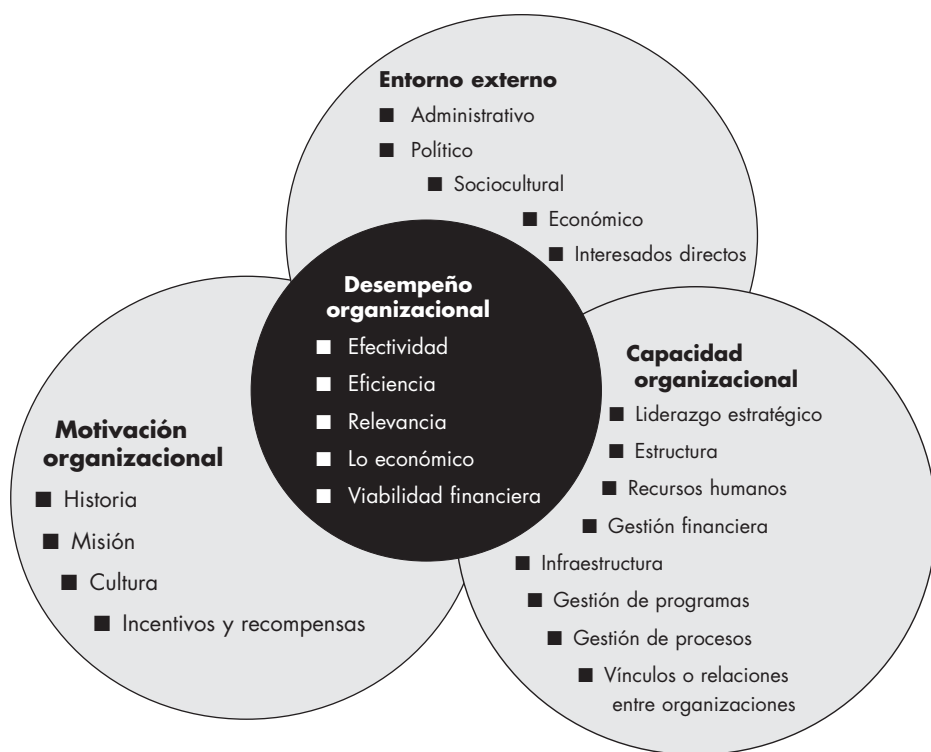 Entorno externo
■ Administrativo
■ Político
■ Sociocultural
■ Económico
■ Interesados directos
Desempeño
organizacional
■ Efectividad
■ Eficiencia
■ Relevancia
■ Lo económico
■ Viabilidad financiera
Motivación
organizacional
■ Historia
■ Misión
■ Cultura
■ Incentivos y recompensas
Capacidad
organizacional
■ Liderazgo estratégico
■ Estructura
■ Recursos humanos
■ Gestión financiera
■ Infraestructura
■ Gestión de programas
■ Gestión de procesos
■ Vínculos o relaciones
entre organizaciones